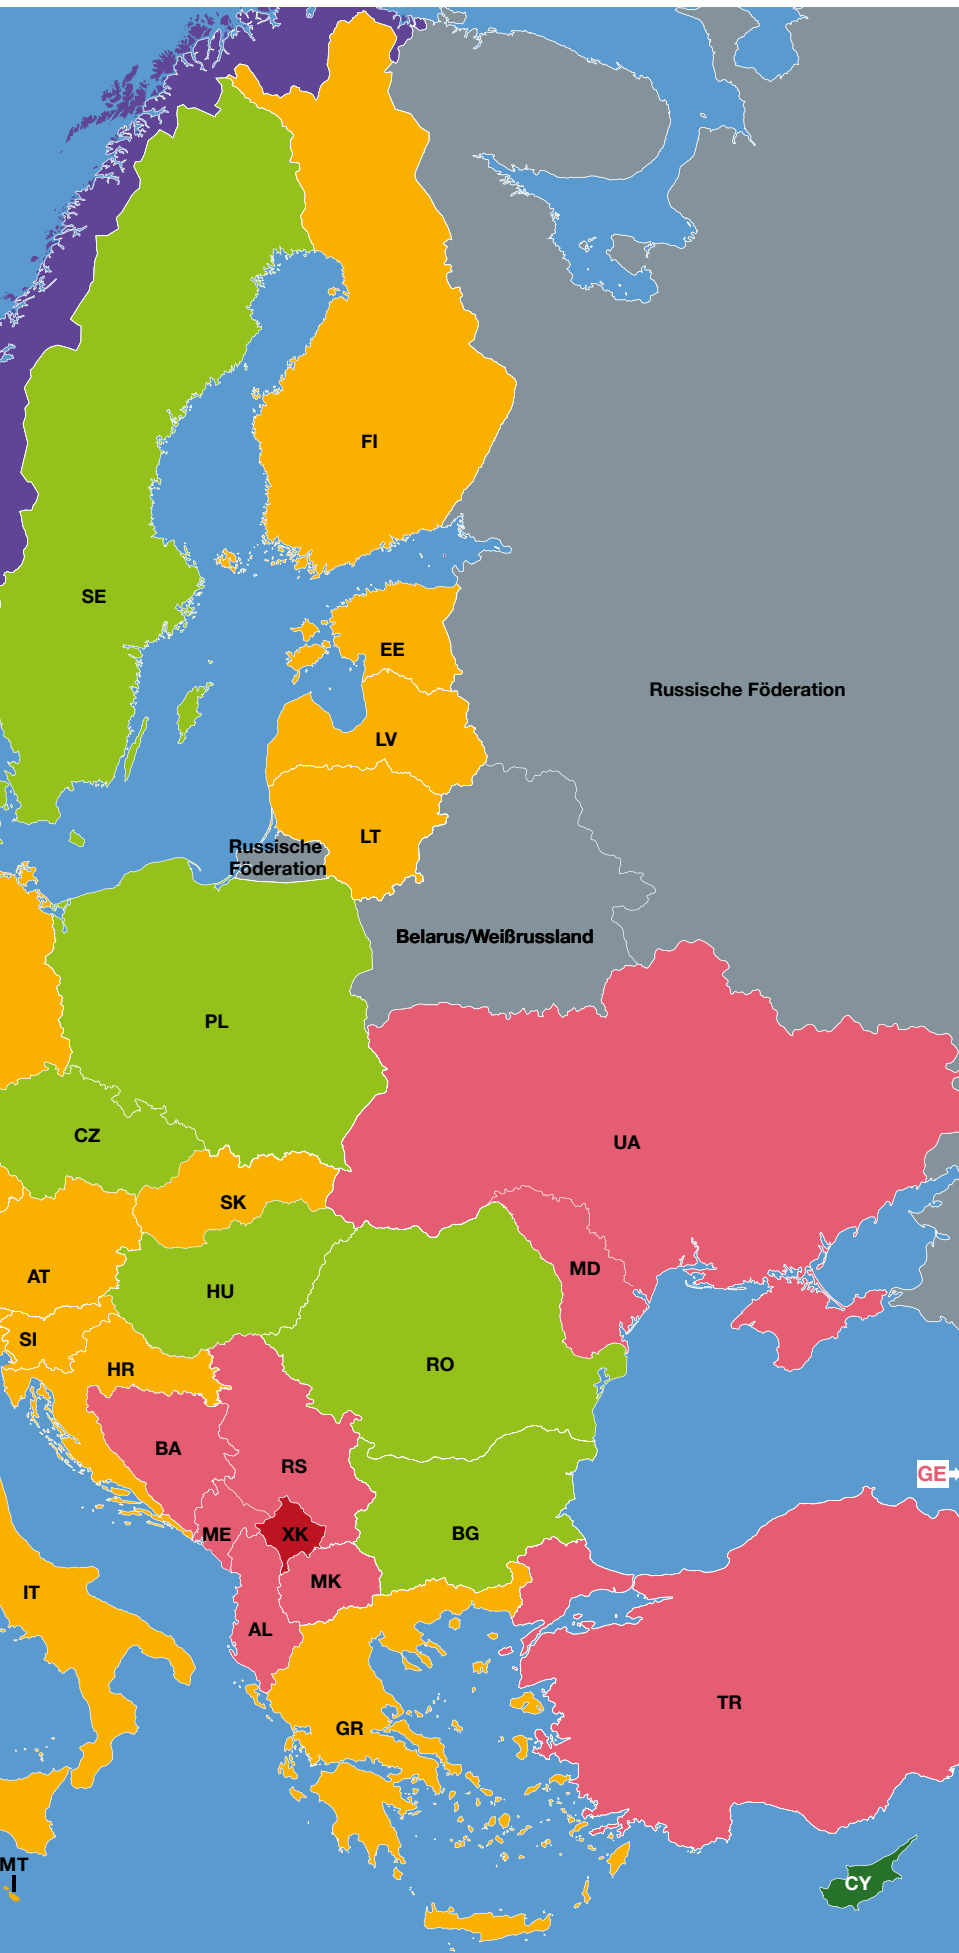 FI
SE
EE
Russische Föderation
LV
LT
Russische
Föderation
Belarus/Weißrussland
PL
CZ
UA
SK
MD
AT
HU
SI
RO
HR
BA
RS
GE
ME
XK
BG
MK
IT
AL
TR
GR
MT
CY